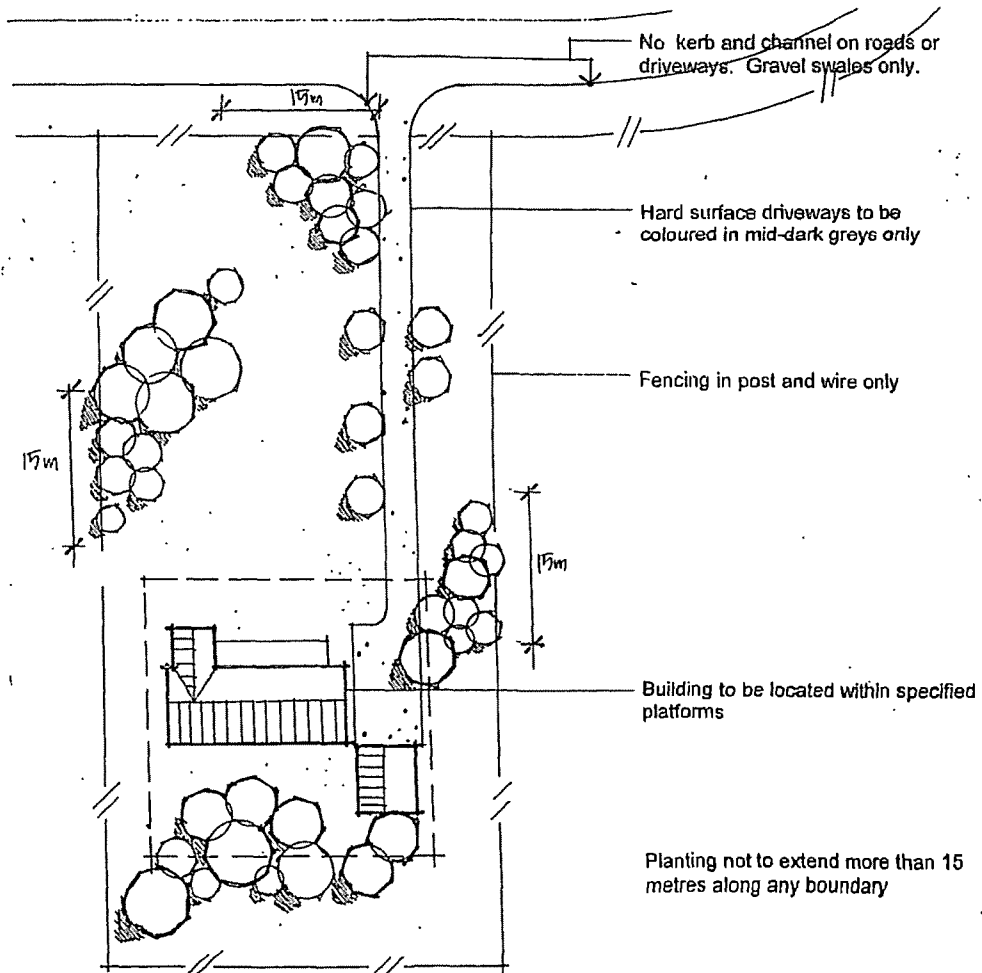 No kerb and channel on roads or
driveways. Gravel swales only.
15m
Hard surface driveways to be
coloured in mid-dark greys only
Fencing in post and wire only
15m
15m
Building to be located within specified
platforms
Planting not to extend more than 15
metres along any boundary